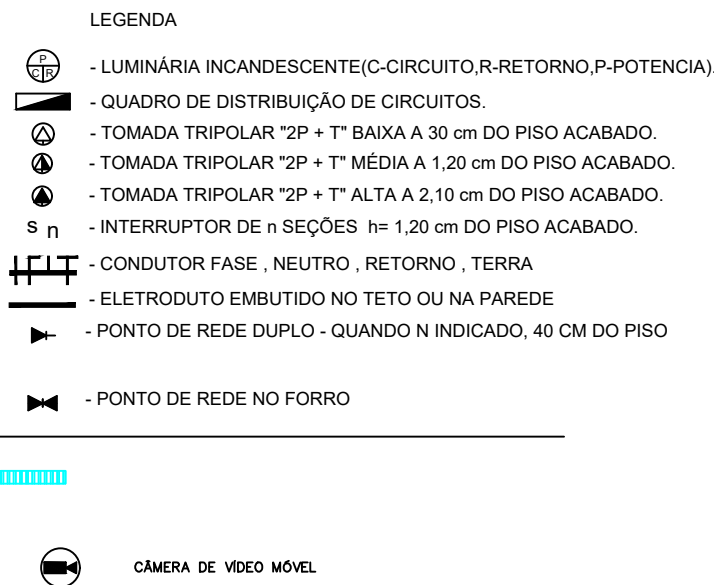 LEGENDA
P
C R
- LUMINÁRIA INCANDESCENTE(C-CIRCUITO,R-RETORNO,P-POTENCIA).
- QUADRO DE DISTRIBUIÇÃO DE CIRCUITOS.
- TOMADA TRIPOLAR "2P + T" BAIXA A 30 cm DO PISO ACABADO.
- TOMADA TRIPOLAR "2P + T" MÉDIA A 1,20 cm DO PISO ACABADO.
- TOMADA TRIPOLAR "2P + T" ALTA A 2,10 cm DO PISO ACABADO.
s n - INTERRUPTOR DE n SEÇÕES h= 1,20 cm DO PISO ACABADO.
- CONDUTOR FASE , NEUTRO , RETORNO , TERRA
- ELETRODUTO EMBUTIDO NO TETO OU NA PAREDE
- PONTO DE REDE DUPLO - QUANDO N INDICADO, 40 CM DO PISO
- PONTO DE REDE NO FORRO
CÂMERA DE VÍDEO MÓVEL